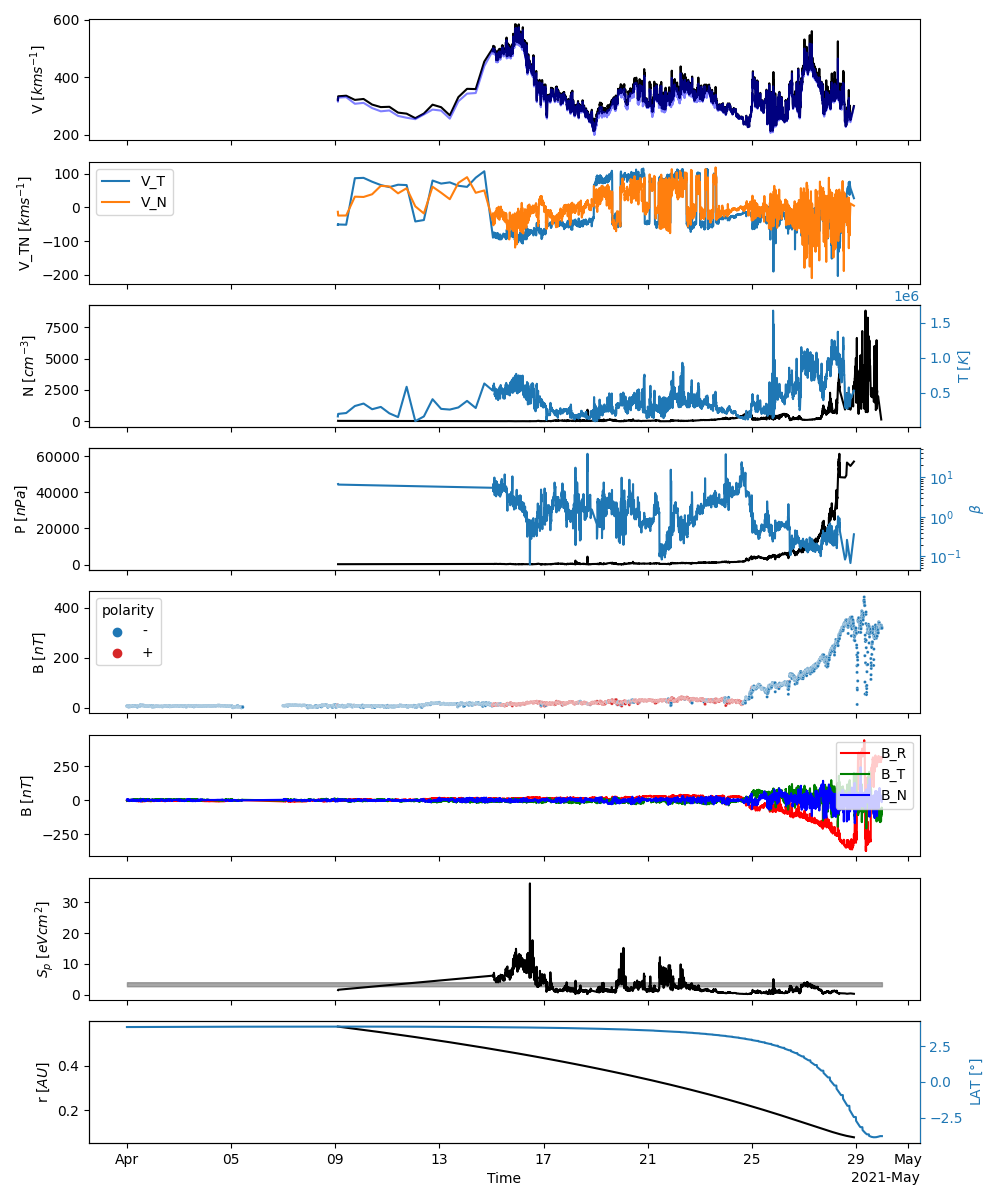 600
400
200
V [kms⁻¹]
100
0
−100
−200
V_TN [kms⁻¹]
V_T
V_N
1e6
7500
5000
2500
0
N [cm⁻³]
1.5
1.0
0.5
T [K]
60000
40000
20000
0
P [nPa]
10¹
10⁰
10⁻¹
β
400
200
0
B [nT]
polarity
-
+
250
0
−250
B [nT]
B_R
B_T
B_N
30
20
10
0
Sₚ [eVcm²]
0.4
0.2
r [AU]
2.5
0.0
−2.5
LAT [°]
Apr 05 09 13 17 21 25 29 May
Time
2021-May